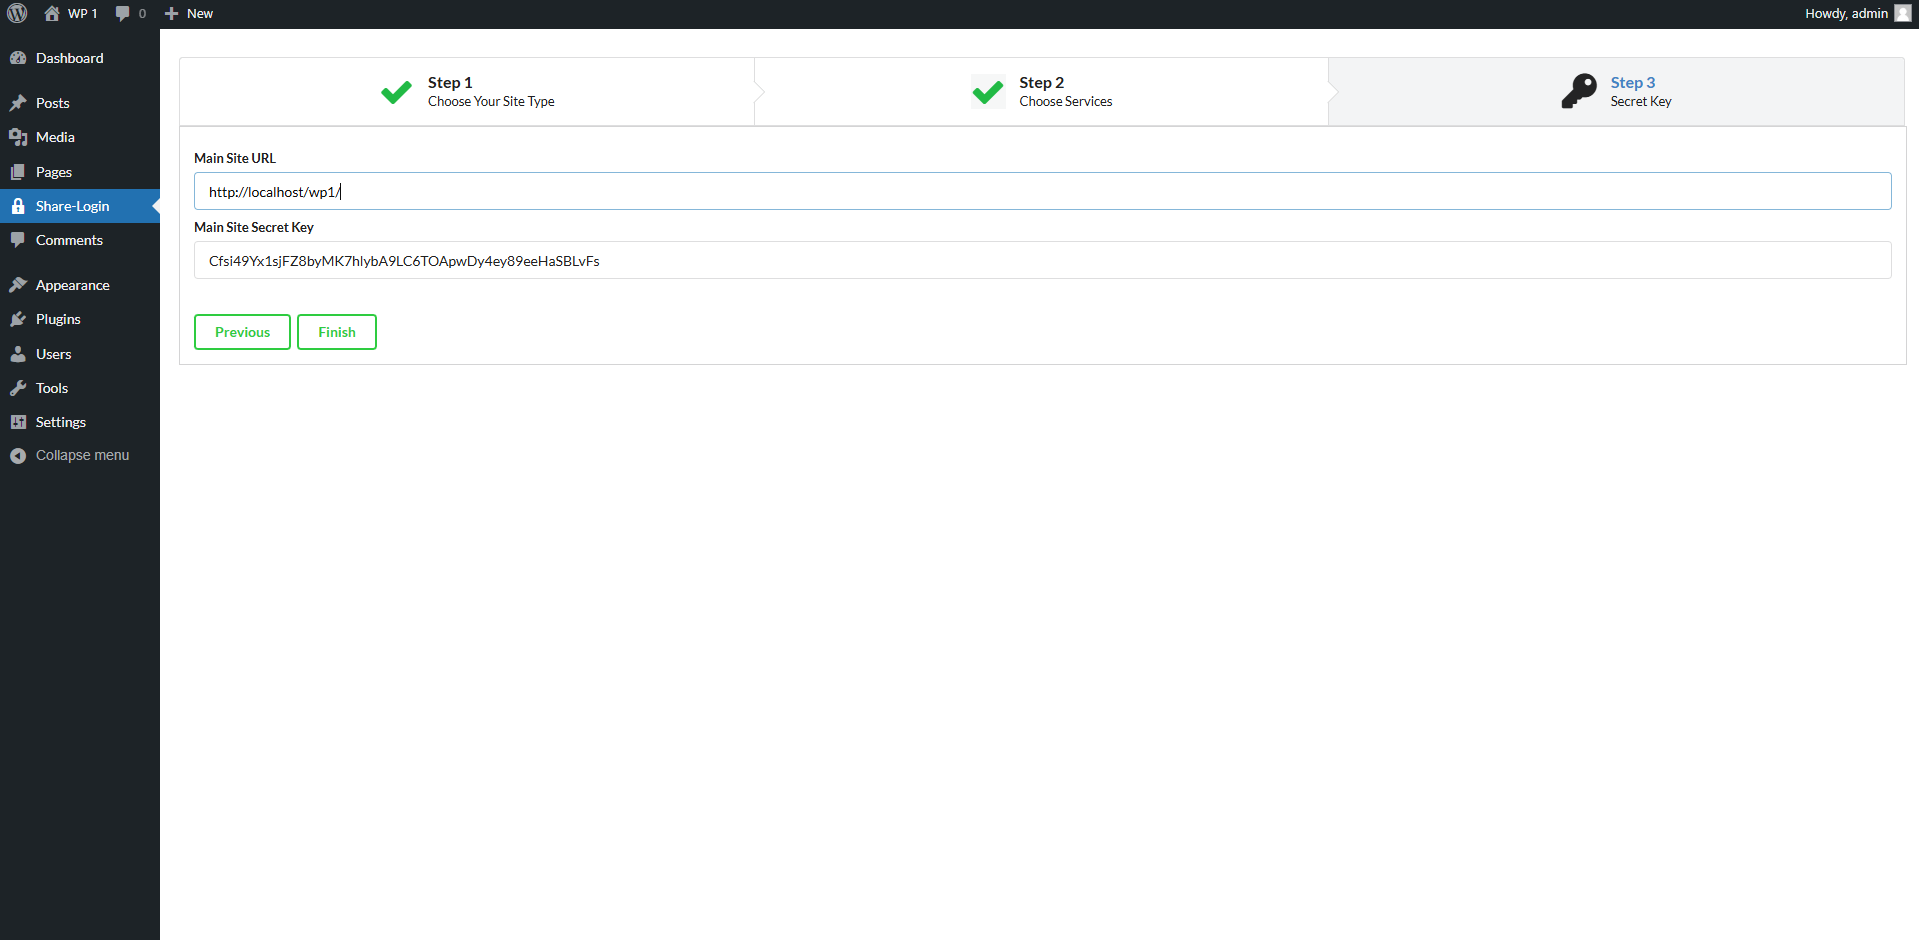 WP 1
0
New
Howdy, admin
Dashboard
Posts
Media
Pages
Share-Login
Comments
Appearance
Plugins
Users
Tools
Settings
Collapse menu
Step 1
Choose Your Site Type
Step 2
Choose Services
Step 3
Secret Key
Main Site URL
http://localhost/wp1/
Main Site Secret Key
Cfsi49Yx1sjFZ8byMK7hlybA9LC6TOApwDy4ey89eeHaSBLvFs
Previous
Finish